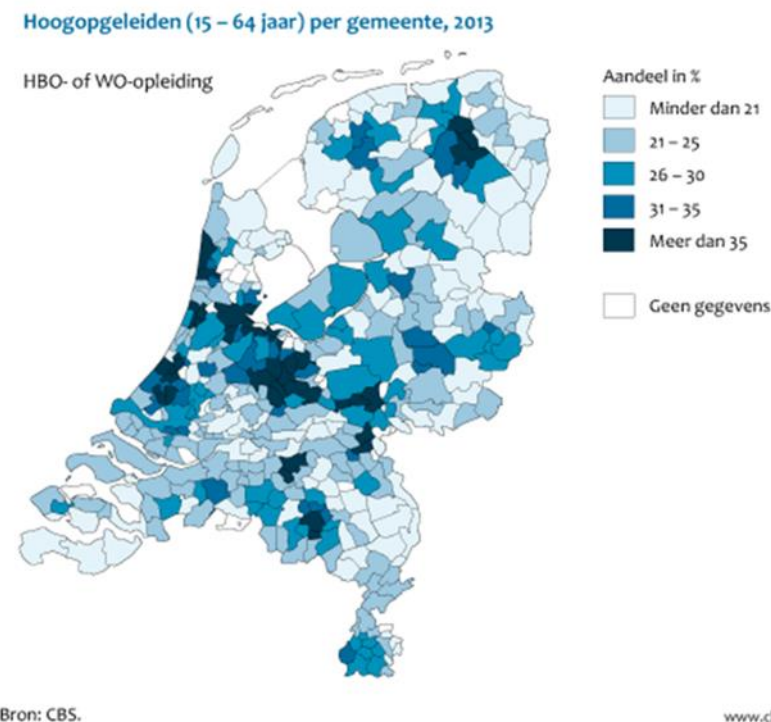 Hoogopgeleiden (15 – 64 jaar) per gemeente, 2013
HBO- of WO-opleiding
Aandeel in %
Minder dan 21
21 – 25
26 – 30
31 – 35
Meer dan 35
Geen gegevens
Bron: CBS.